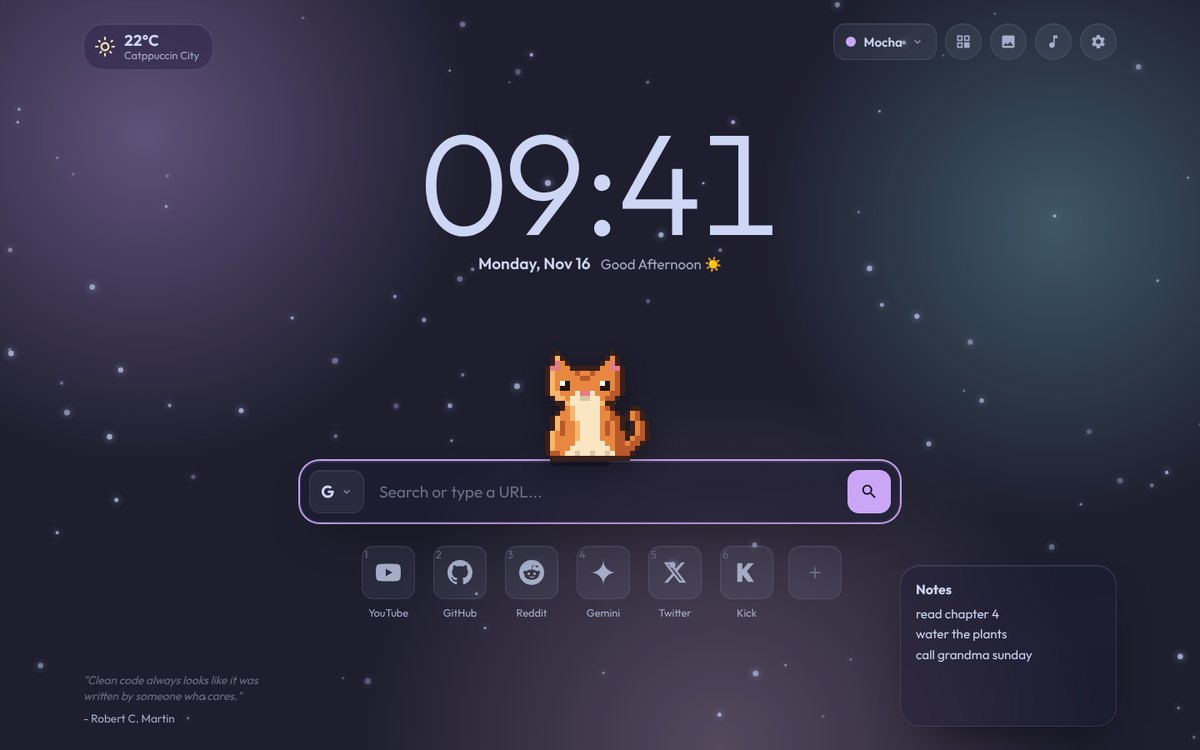 22°C
Catppuccin City
Mocha
09:41
Monday, Nov 16 Good Afternoon ☀️
G
Search or type a URL...
1
2
3
4
5
6
K
YouTube
GitHub
Reddit
Gemini
Twitter
Kick
+
Notes
read chapter 4
water the plants
call grandma sunday
"Clean code always looks like it was
written by someone who cares."
- Robert C. Martin